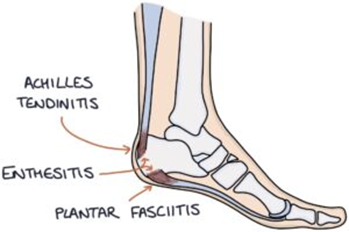 ACHILLES
TENDINITIS
ENTHESITIS
PLANTAR FASCIITIS